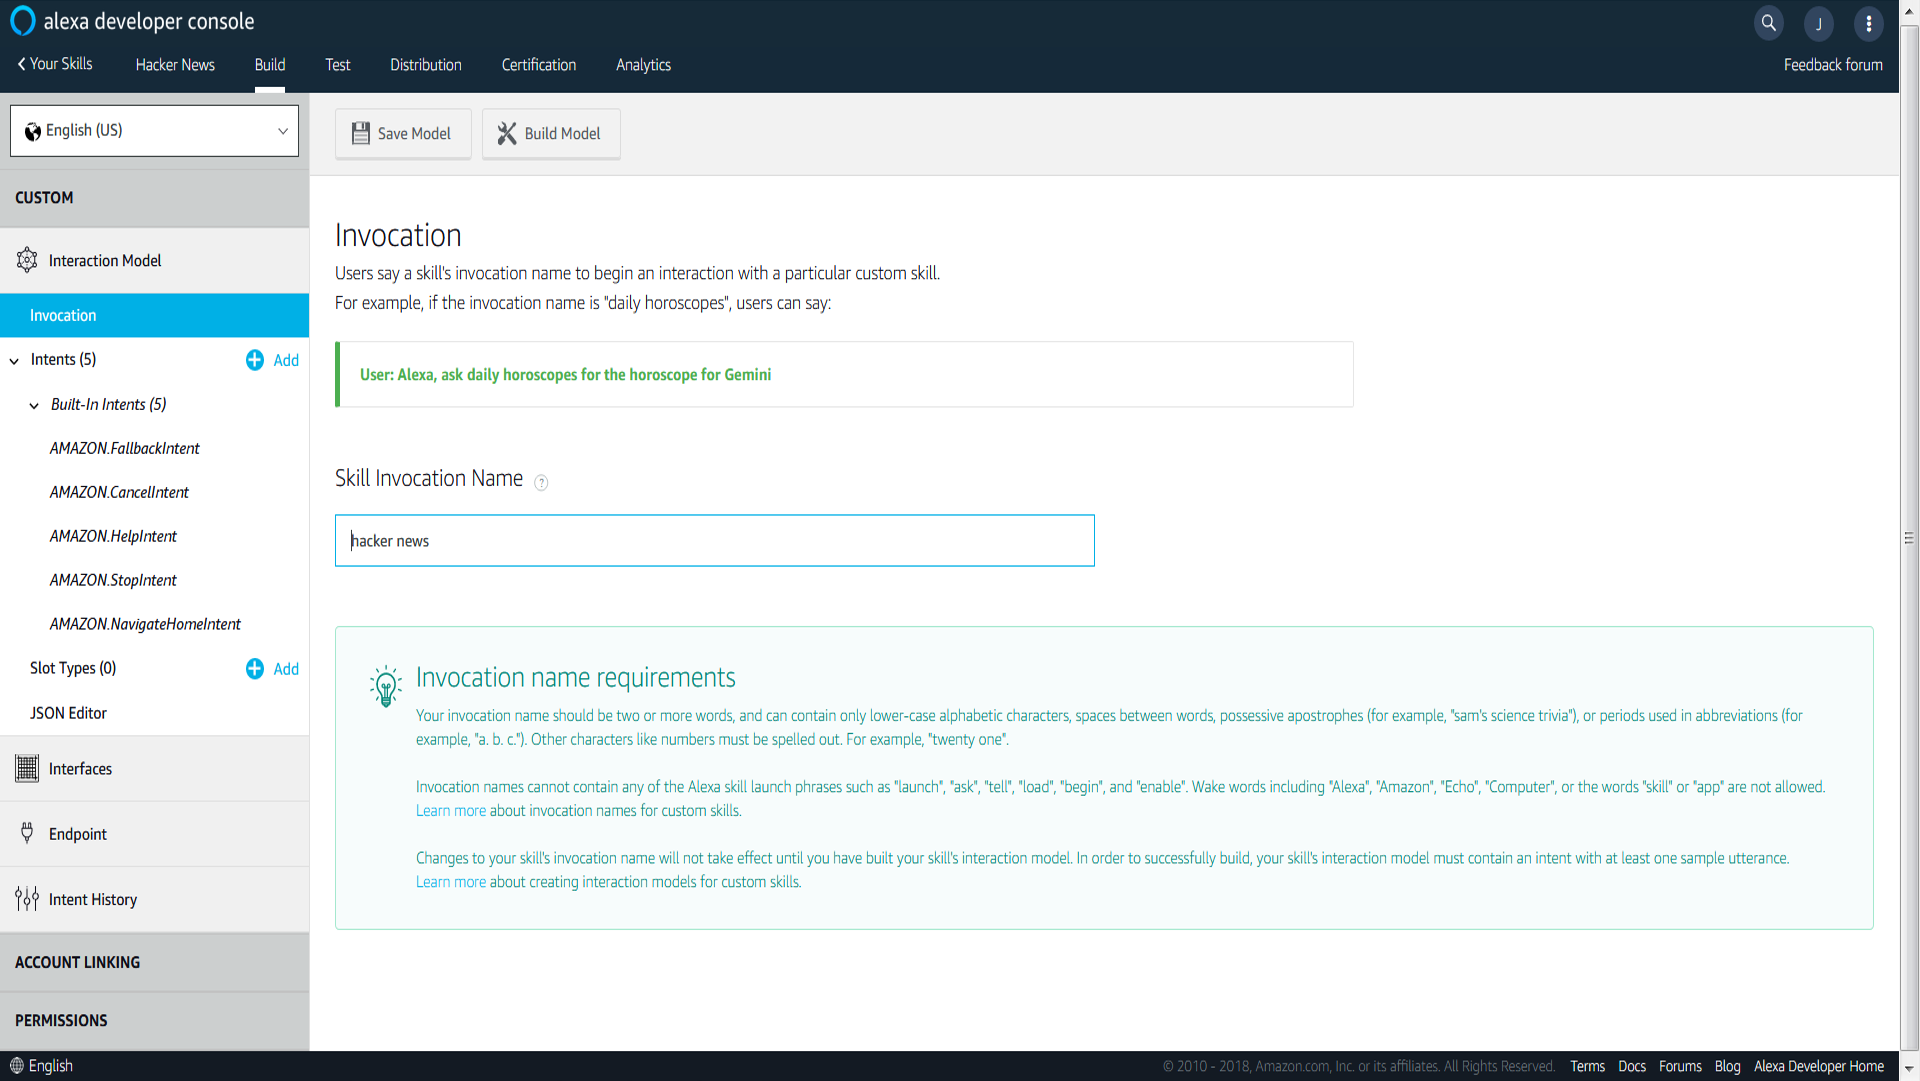 alexa developer console
J
Your Skills
Hacker News
Build
Test
Distribution
Certification
Analytics
Feedback forum
English (US)
Save Model
Build Model
CUSTOM
Interaction Model
Invocation
Intents (5)
Add
Built-In Intents (5)
AMAZON.FallbackIntent
AMAZON.CancelIntent
AMAZON.HelpIntent
AMAZON.StopIntent
AMAZON.NavigateHomeIntent
Slot Types (0)
Add
JSON Editor
Interfaces
Endpoint
Intent History
ACCOUNT LINKING
PERMISSIONS
Invocation
Users say a skill's invocation name to begin an interaction with a particular custom skill.
For example, if the invocation name is "daily horoscopes", users can say:
User: Alexa, ask daily horoscopes for the horoscope for Gemini
Skill Invocation Name
?
hacker news
Invocation name requirements
Your invocation name should be two or more words, and can contain only lower-case alphabetic characters, spaces between words, possessive apostrophes (for example, "sam's science trivia"), or periods used in abbreviations (for
example, "a. b. c."). Other characters like numbers must be spelled out. For example, "twenty one".
Invocation names cannot contain any of the Alexa skill launch phrases such as "launch", "ask", "tell", "load", "begin", and "enable". Wake words including "Alexa", "Amazon", "Echo", "Computer", or the words "skill" or "app" are not allowed.
Learn more about invocation names for custom skills.
Changes to your skill's invocation name will not take effect until you have built your skill's interaction model. In order to successfully build, your skill's interaction model must contain an intent with at least one sample utterance.
Learn more about creating interaction models for custom skills.
English
© 2010 - 2018, Amazon.com, Inc. or its affiliates. All Rights Reserved.
Terms
Docs
Forums
Blog
Alexa Developer Home